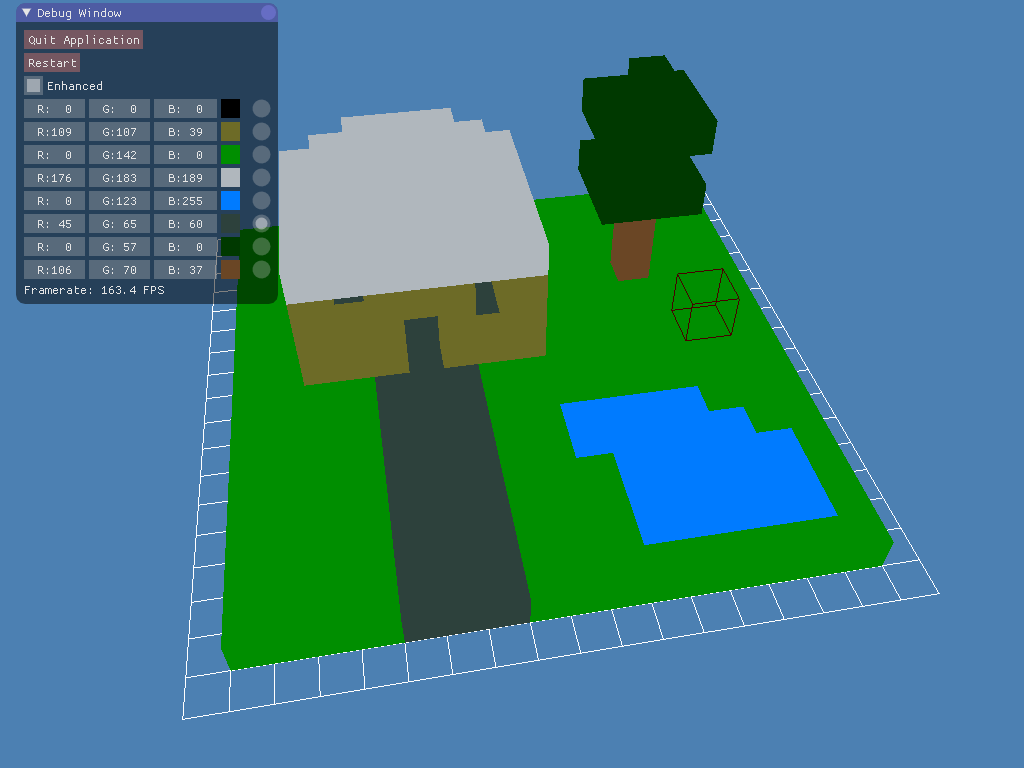 Debug Window
Quit Application
Restart
Enhanced
R: 0 G: 0 B: 0
R:109 G:107 B: 39
R: 0 G:142 B: 0
R:176 G:183 B:189
R: 0 G:123 B:255
R: 45 G: 65 B: 60
R: 0 G: 57 B: 0
R:106 G: 70 B: 37
Framerate: 163.4 FPS